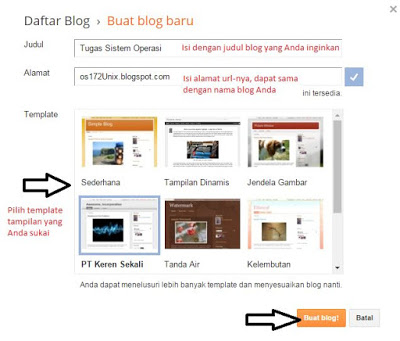 Daftar Blog › Buat blog baru
Judul
Tugas Sistem Operasi
Isi dengan judul blog yang Anda inginkan
Alamat
os172Unix.blogspot.com
Isi alamat url-nya, dapat sama
dengan nama blog Anda
ini tersedia.
Template
Simple Blog
Sederhana
Tampilan Dinamis
Jendela Gambar
Pilih template
tampilan yang
Anda sukai
Watermark
PT Keren Sekali
Tanda Air
Kelembutan
Anda dapat menelusuri lebih banyak template dan menyesuaikan blog nanti.
Buat blog!
Batal